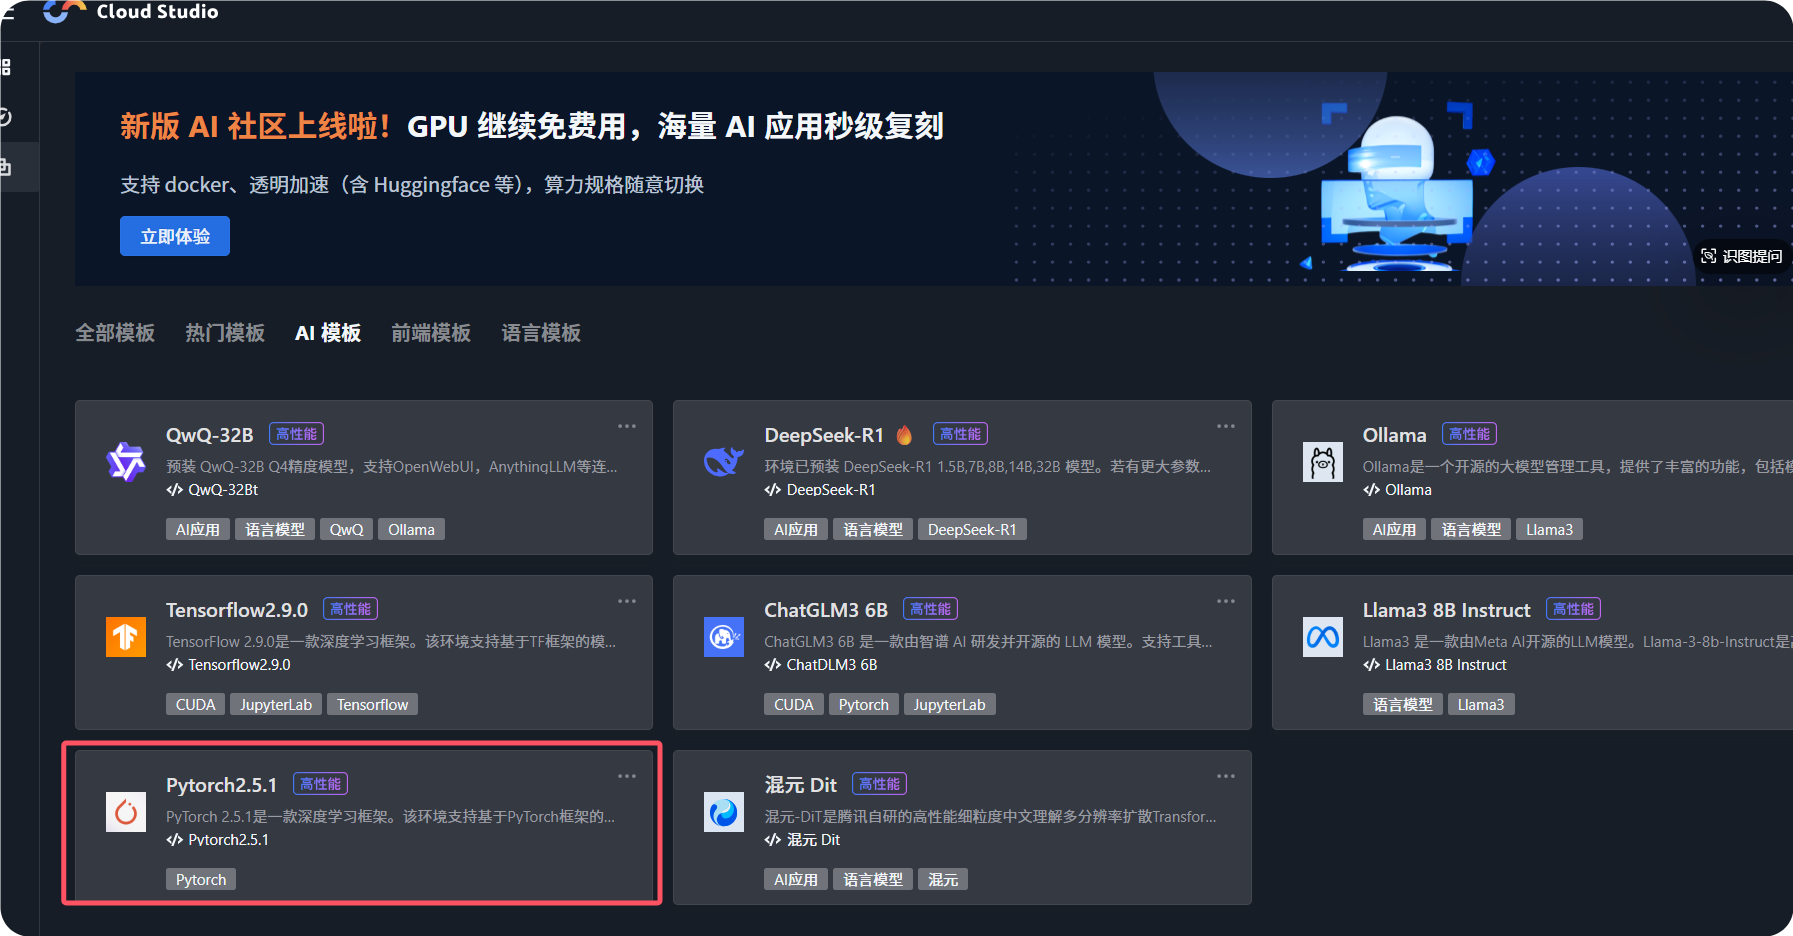 Cloud Studio
新版 AI 社区上线啦！GPU 继续免费用，海量 AI 应用秒级复刻
支持 docker、透明加速（含 Huggingface 等），算力规格随意切换
立即体验
识图提问
全部模板 热门模板 AI 模板 前端模板 语言模板
QwQ-32B 高性能
预装 QwQ-32B Q4精度模型，支持OpenWebUI，AnythingLLM等连...
QwQ-32Bt
AI应用 语言模型 QwQ Ollama
DeepSeek-R1 高性能
环境已预装 DeepSeek-R1 1.5B,7B,8B,14B,32B 模型。若有更大参数...
DeepSeek-R1
AI应用 语言模型 DeepSeek-R1
Ollama 高性能
Ollama是一个开源的大模型管理工具，提供了丰富的功能，包括模
Ollama
AI应用 语言模型 Llama3
Tensorflow2.9.0 高性能
TensorFlow 2.9.0是一款深度学习框架。该环境支持基于TF框架的模...
Tensorflow2.9.0
CUDA JupyterLab Tensorflow
ChatGLM3 6B 高性能
ChatGLM3 6B 是一款由智谱 AI 研发并开源的 LLM 模型。支持工具...
ChatDLM3 6B
CUDA Pytorch JupyterLab
Llama3 8B Instruct 高性能
Llama3 是一款由Meta AI开源的LLM模型。Llama-3-8b-Instruct是
Llama3 8B Instruct
语言模型 Llama3
Pytorch2.5.1 高性能
PyTorch 2.5.1是一款深度学习框架。该环境支持基于PyTorch框架的...
Pytorch2.5.1
Pytorch
混元 Dit 高性能
混元-DiT是腾讯自研的高性能细粒度中文理解多分辨率扩散Transfor...
混元 Dit
AI应用 语言模型 混元